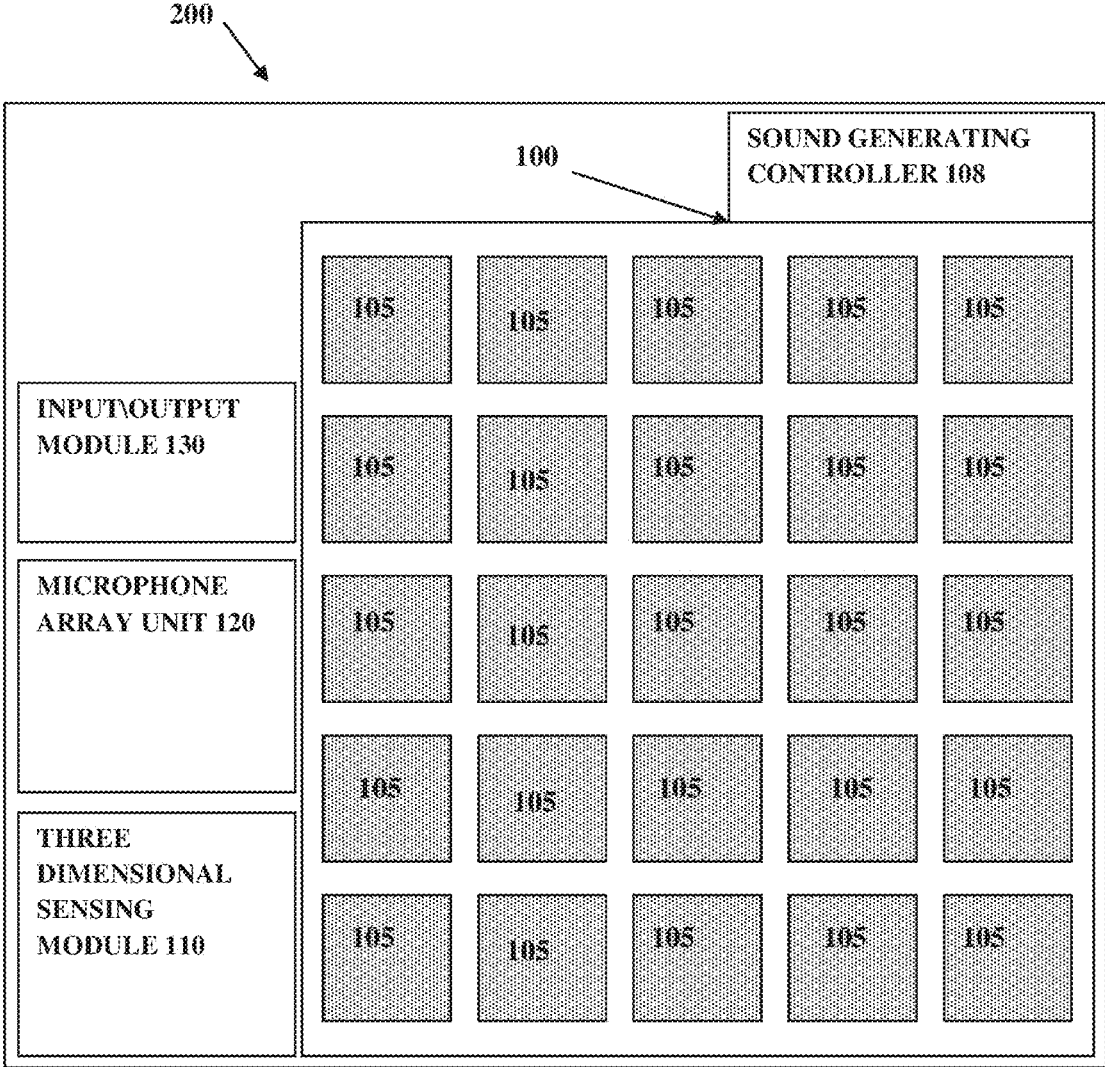 200
SOUND GENERATING
CONTROLLER 108
100
105 105 105 105 105
INPUT\OUTPUT
MODULE 130
105 105 105 105 105
MICROPHONE
ARRAY UNIT 120
105 105 105 105 105
105 105 105 105 105
THREE
DIMENSIONAL
SENSING
MODULE 110
105 105 105 105 105